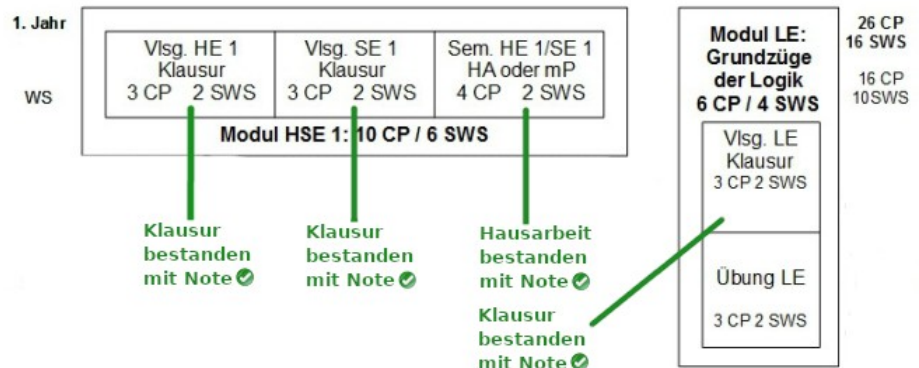 1. Jahr
WS
Vlsg. HE 1
Klausur
3 CP 2 SWS
Vlsg. SE 1
Klausur
3 CP 2 SWS
Sem. HE 1/SE 1
HA oder mP
4 CP 2 SWS
Modul HSE 1: 10 CP / 6 SWS
Klausur
bestanden
mit Note
Klausur
bestanden
mit Note
Hausarbeit
bestanden
mit Note
Klausur
bestanden
mit Note
Modul LE:
Grundzüge
der Logik
6 CP / 4 SWS
Vlsg. LE
Klausur
3 CP 2 SWS
Übung LE
3 CP 2 SWS
26 CP
16 SWS
16 CP
10SWS